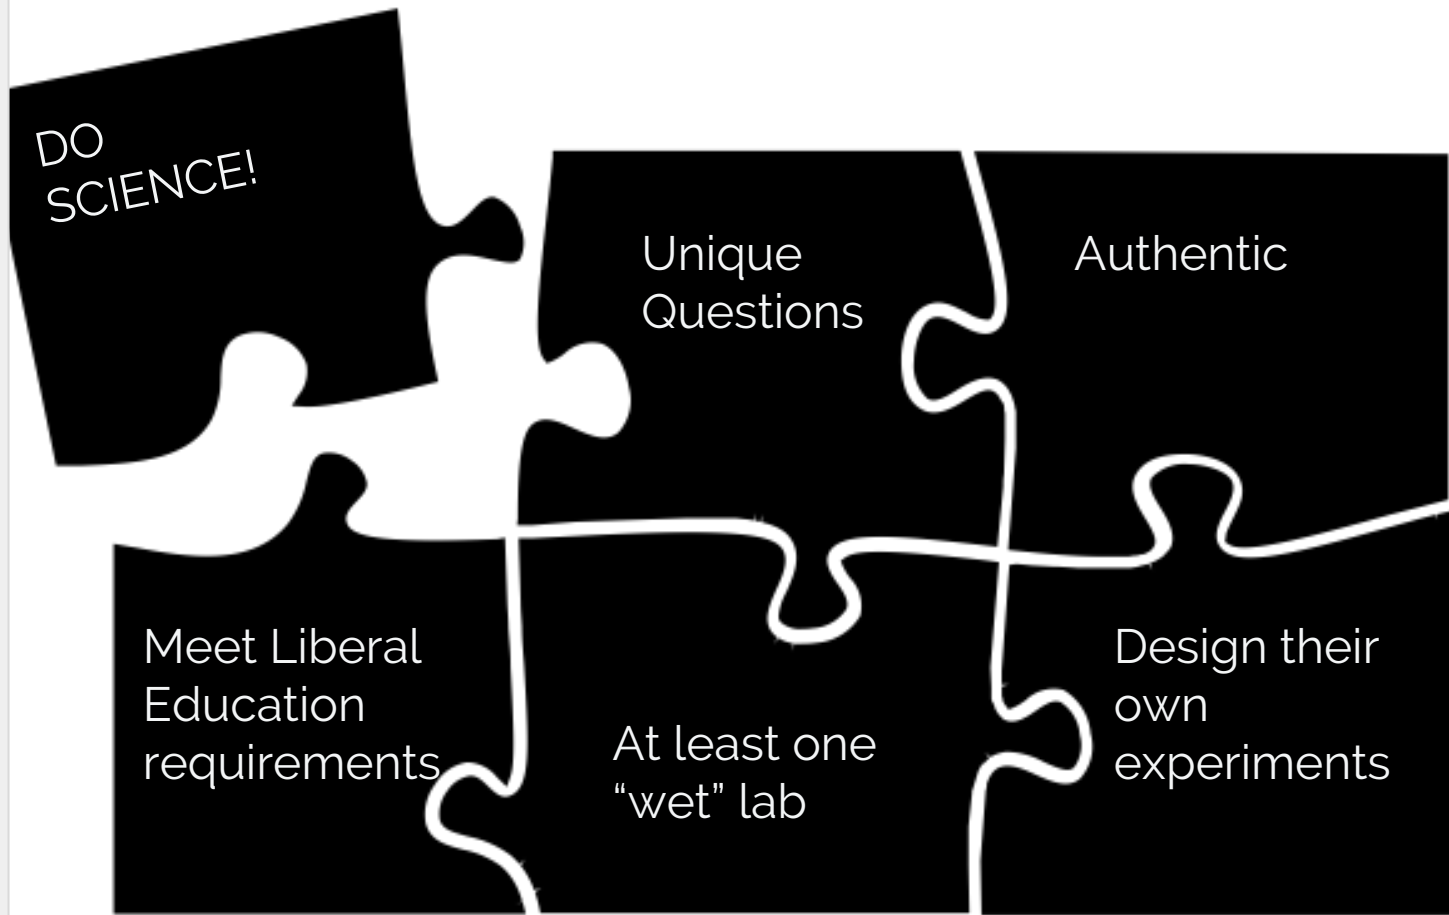 DO
SCIENCE!
Unique
Questions
Authentic
Meet Liberal
Education
requirements
At least one
“wet” lab
Design their
own
experiments